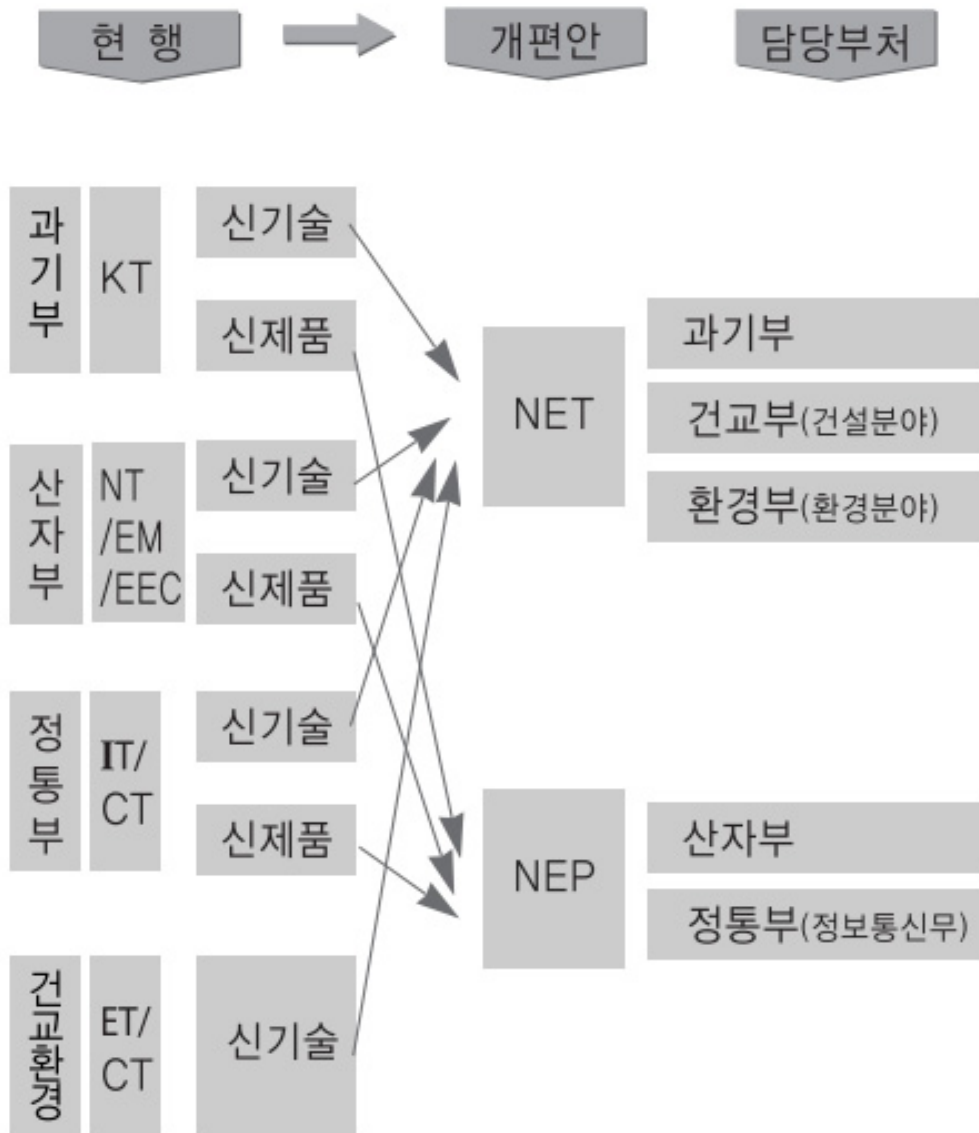 현 행
개편안
담당부처
과기부
KT
신기술
신제품
산자부
NT
/EM
/EEC
신기술
신제품
정통부
IT/
CT
신기술
신제품
건교환경
ET/
CT
신기술
NET
과기부
건교부(건설분야)
환경부(환경분야)
NEP
산자부
정통부(정보통신무)